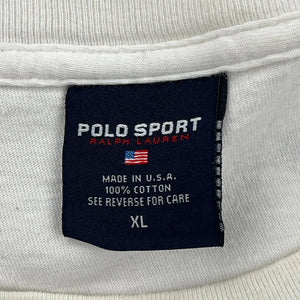 POLO SPORT
RALPH LAUREN
MADE IN U.S.A.
100% COTTON
SEE REVERSE FOR CARE
XL